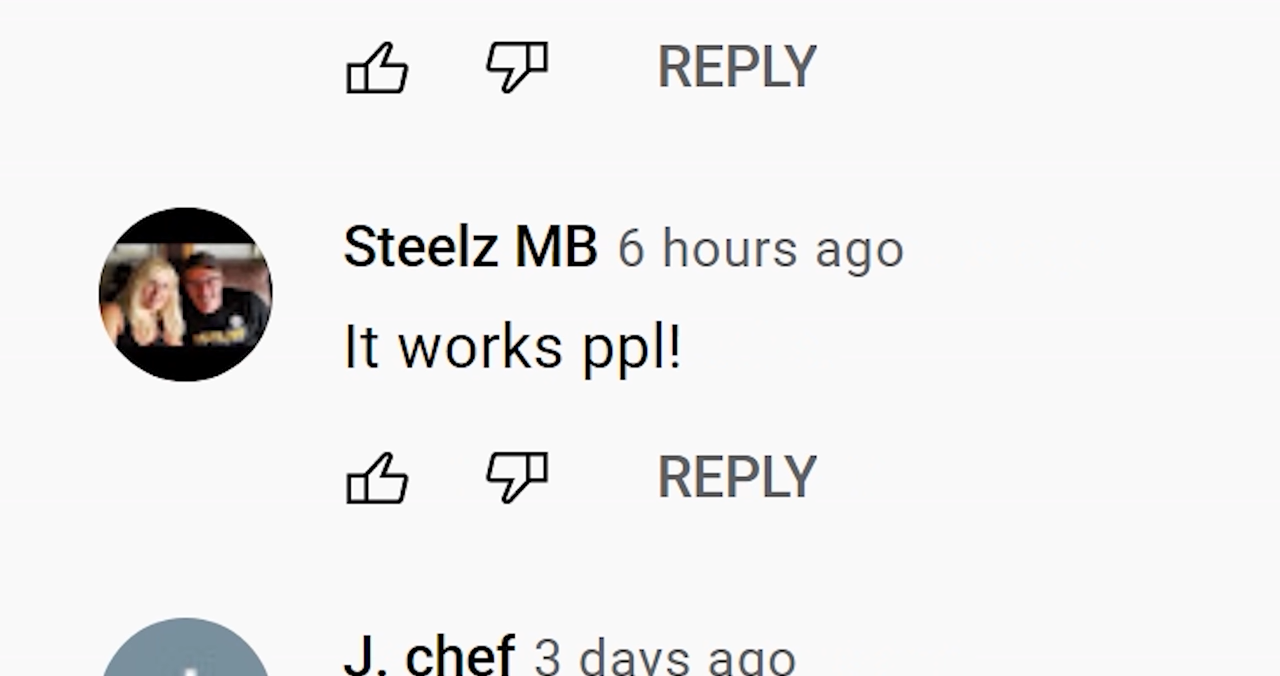 REPLY
Steelz MB 6 hours ago
It works ppl!
REPLY
J. chef 3 days ago